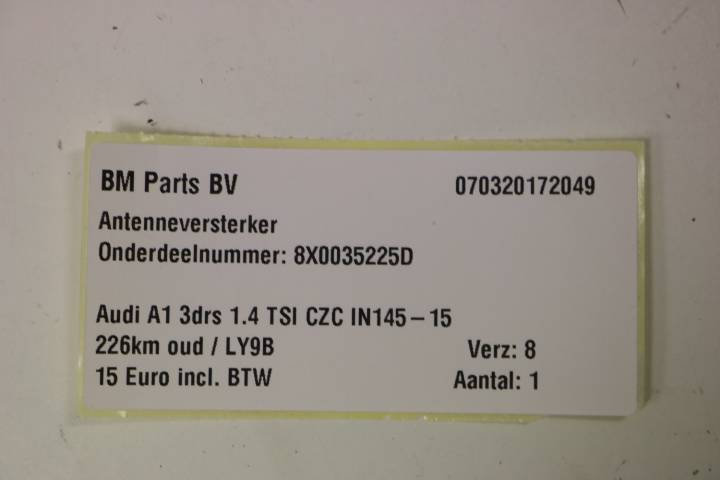 BM Parts BV 070320172049
Antenneversterker
Onderdeelnummer: 8X0035225D
Audi A1 3drs 1.4 TSI CZC IN145-15
226km oud / LY9B Verz: 8
15 Euro incl. BTW Aantal: 1